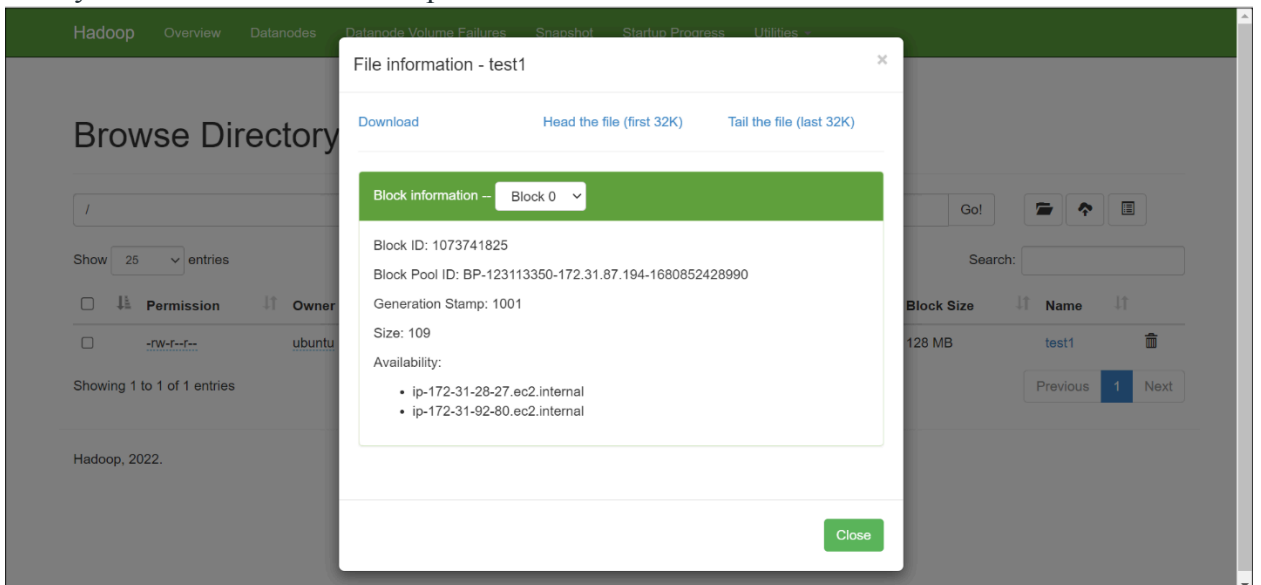 Hadoop Overview Datanodes Datanode Volume Failures Snapshot Startup Progress Utilities
File information - test1 ×
Download Head the file (first 32K) Tail the file (last 32K)
Browse Directory
Block information -- Block 0
/ Go!
Block ID: 1073741825
Show 25 entries Search:
Block Pool ID: BP-123113350-172.31.87.194-1680852428990
Permission Owner Block Size Name
Generation Stamp: 1001
Size: 109
-rw-r--r-- ubuntu 128 MB test1
Availability:
Showing 1 to 1 of 1 entries Previous 1 Next
• ip-172-31-28-27.ec2.internal
• ip-172-31-92-80.ec2.internal
Hadoop, 2022.
Close